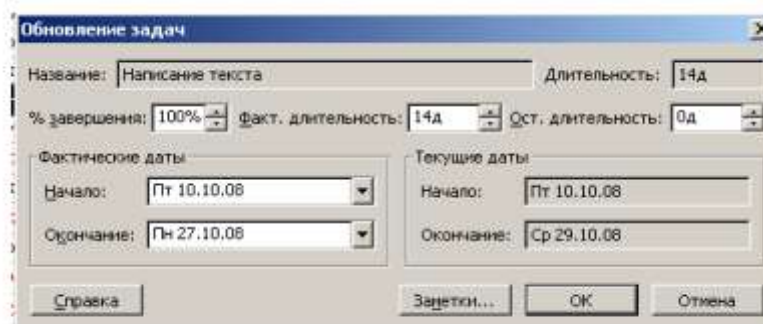 Обновление задач
Название: Написание текста Длительность: 14д
% завершения: 100% Факт. длительность: 14д Ост. длительность: 0д
Фактические даты Текущие даты
Начало: Пт 10.10.08 Начало: Пт 10.10.08
Окончание: Пн 27.10.08 Окончание: Ср 29.10.08
Справка Заметки... ОК Отмена